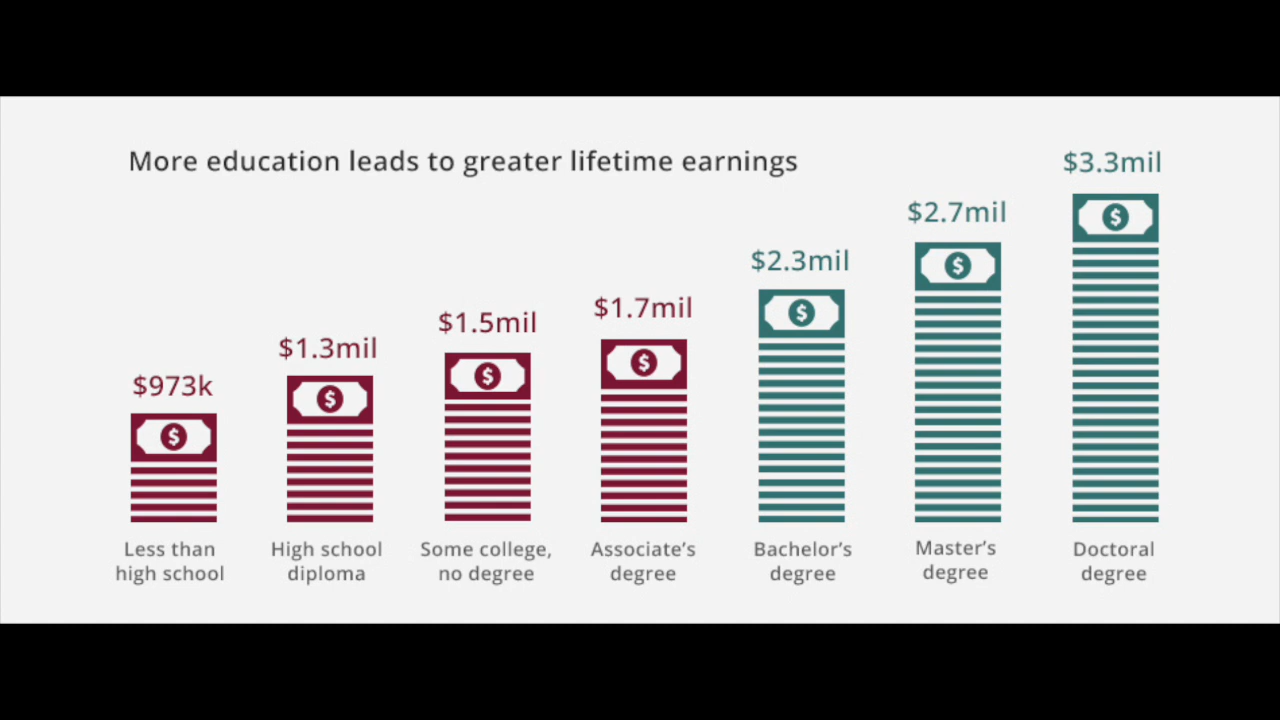 More education leads to greater lifetime earnings
$973k
$1.3mil
$1.5mil
$1.7mil
$2.3mil
$2.7mil
$3.3mil
$
$
$
$
$
$
$
Less than
high school
High school
diploma
Some college,
no degree
Associate’s
degree
Bachelor’s
degree
Master’s
degree
Doctoral
degree